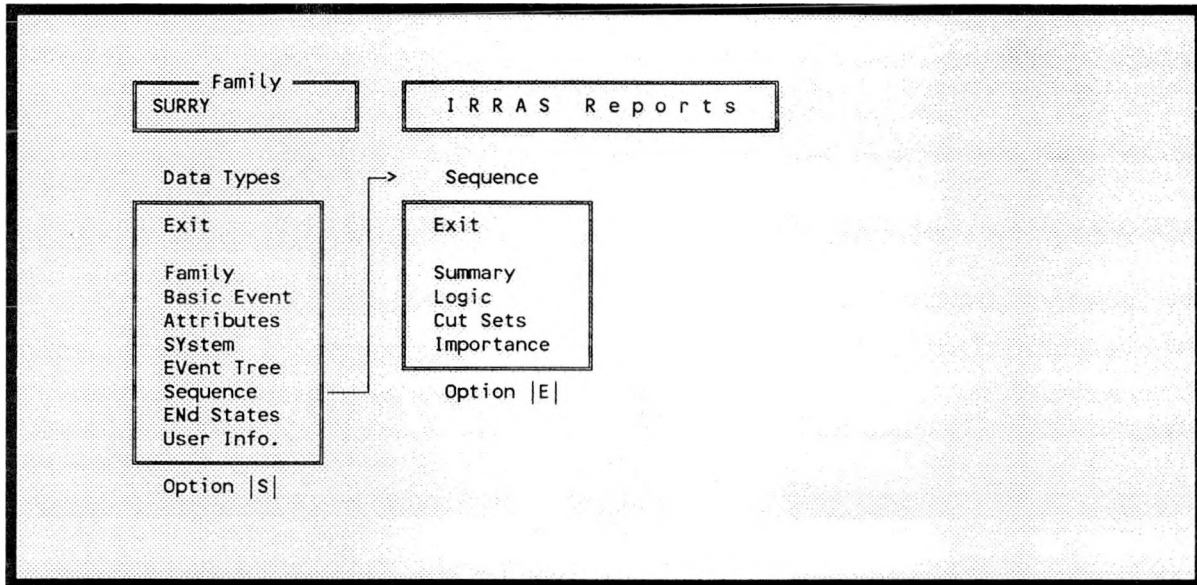 Family
SURRY
IRRAS Reports
Data Types
Exit
Family
Basic Event
Attributes
SYstem
EVent Tree
Sequence
ENd States
User Info.
Option |S|
Sequence
Exit
Summary
Logic
Cut Sets
Importance
Option |E|